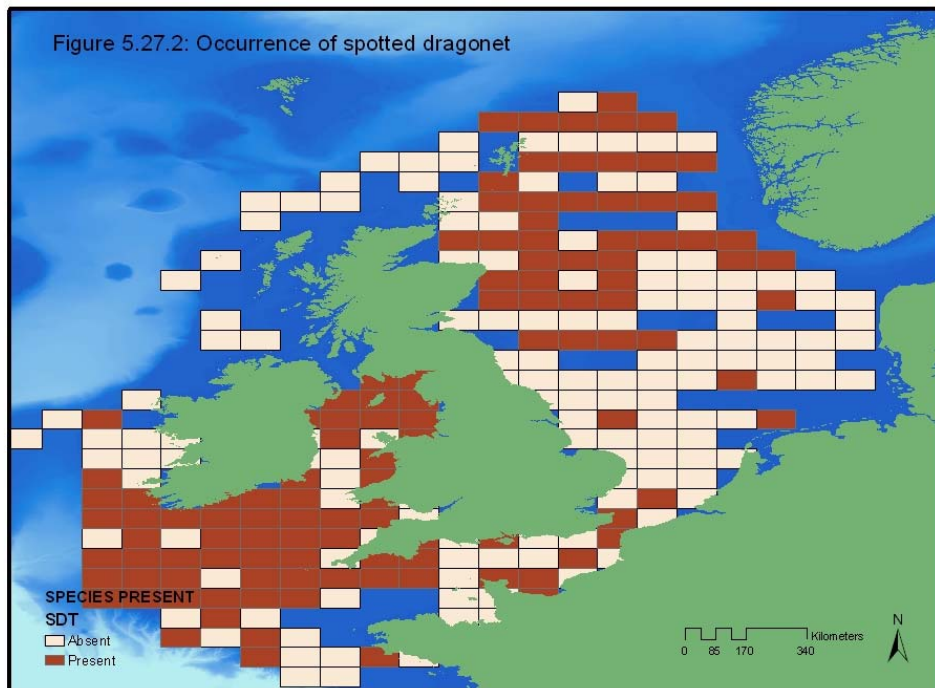 Figure 5.27.2: Occurrence of spotted dragonet
SPECIES PRESENT
SDT
Absent
Present
N
Kilometers
0 85 170 340